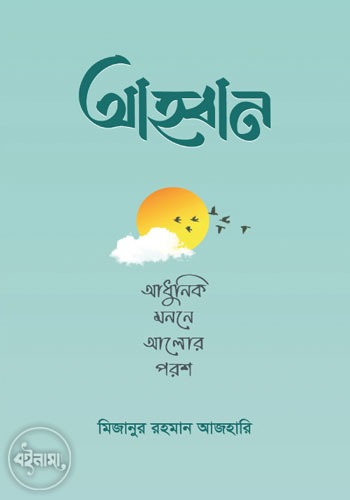 আহ্বান
আধুনিক
মননে
আলোর
পরশ
মিজানুর রহমান আজহারি
বইনামা